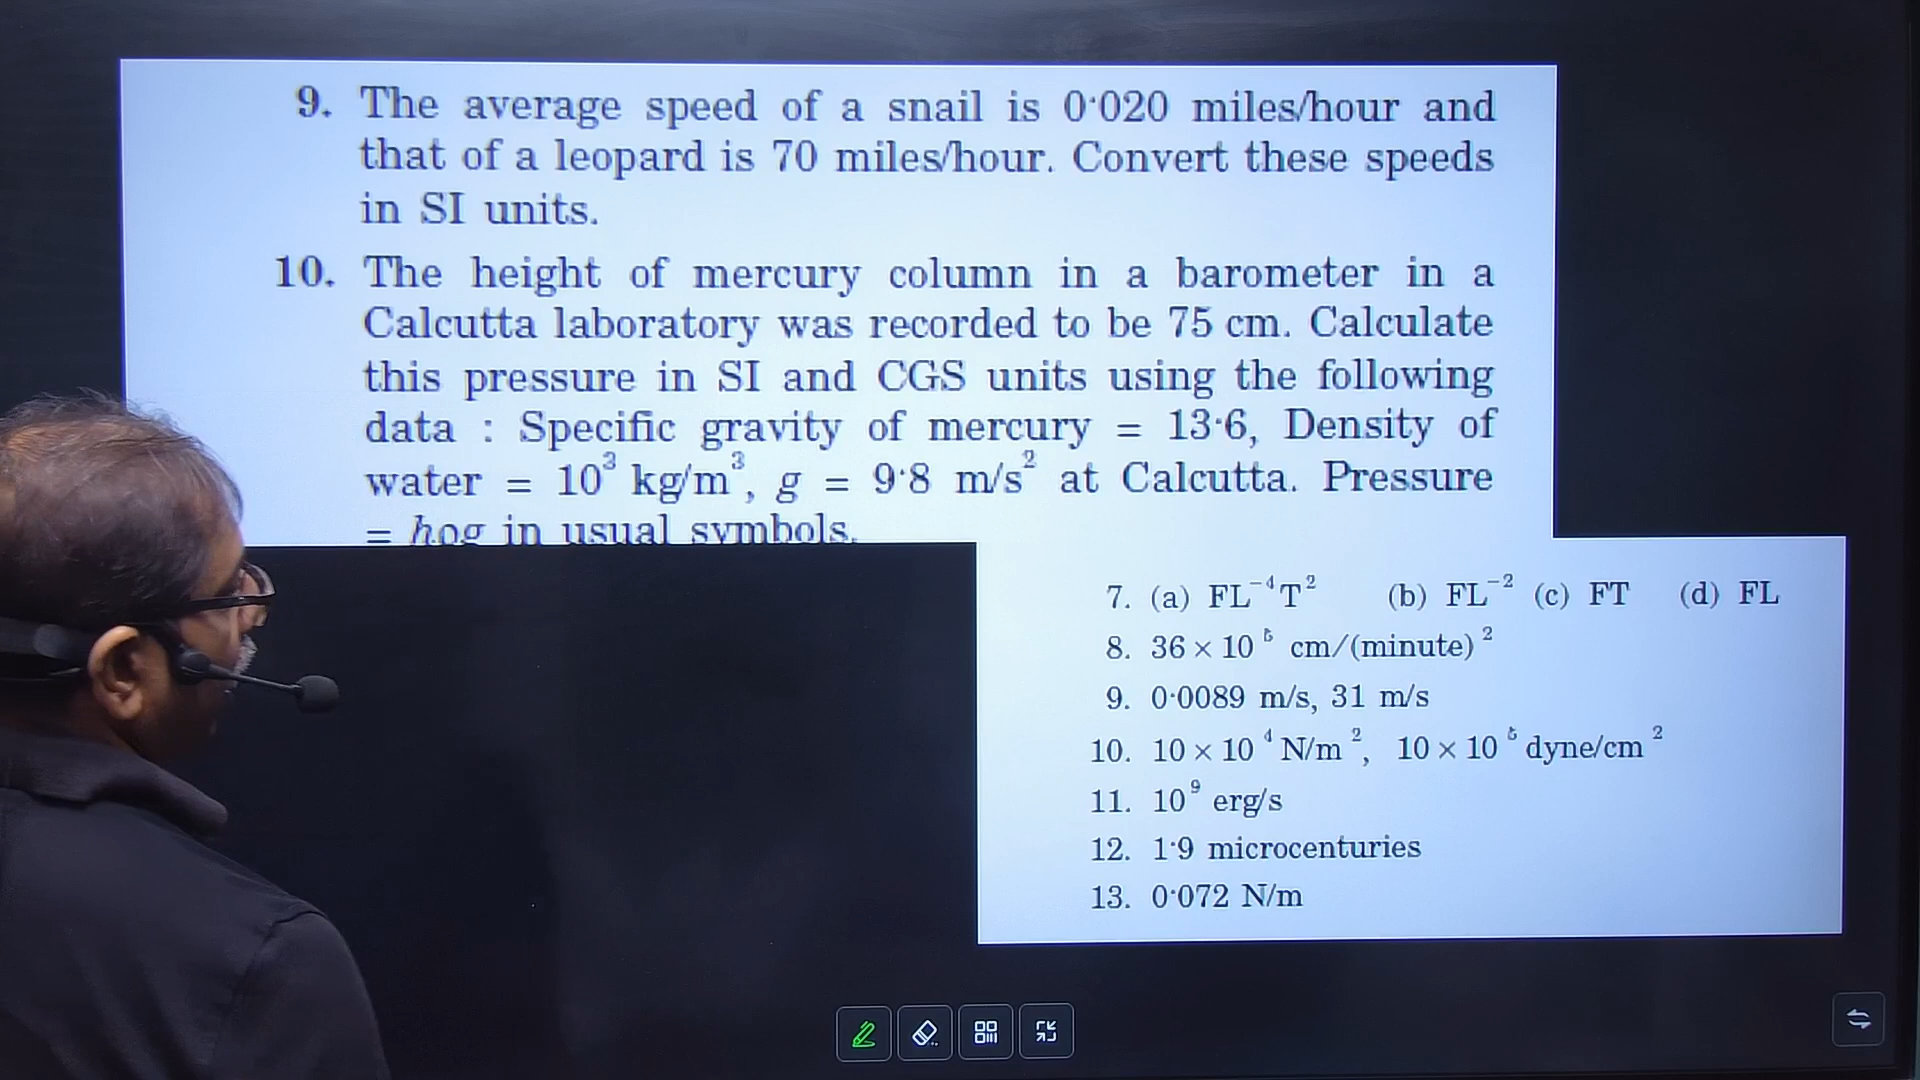 9. The average speed of a snail is 0·020 miles/hour and
that of a leopard is 70 miles/hour. Convert these speeds
in SI units.
10. The height of mercury column in a barometer in a
Calcutta laboratory was recorded to be 75 cm. Calculate
this pressure in SI and CGS units using the following
data : Specific gravity of mercury = 13·6, Density of
water = 10³ kg/m³, g = 9·8 m/s² at Calcutta. Pressure
= hρg in usual symbols.
7. (a) FL⁻⁴T² (b) FL⁻² (c) FT (d) FL
8. 36 × 10⁵ cm/(minute)²
9. 0·0089 m/s, 31 m/s
10. 10 × 10⁴ N/m², 10 × 10⁵ dyne/cm²
11. 10⁹ erg/s
12. 1·9 microcenturies
13. 0·072 N/m